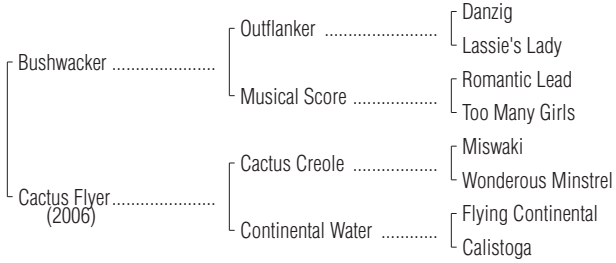 Danzig
Outflanker
Lassie's Lady
Bushwacker
Romantic Lead
Musical Score
Too Many Girls
Miswaki
Cactus Creole
Wonderous Minstrel
Cactus Flyer
(2006)
Flying Continental
Continental Water
Calistoga